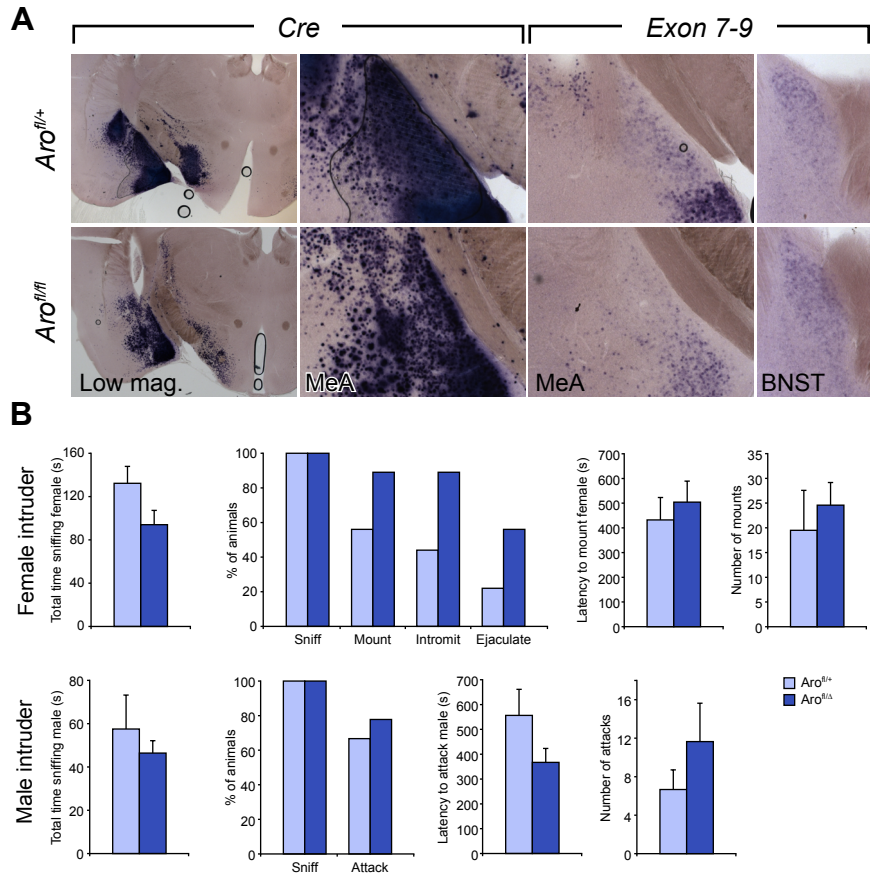 A
Cre
Exon 7-9
Aro^fl/+
Aro^fl/fl
Low mag.
MeA
MeA
BNST
B
Female intruder
Total time sniffing female (s)
160
120
80
40
0
% of animals
100
80
60
40
20
0
Sniff
Mount
Intromit
Ejaculate
Latency to mount female (s)
700
600
500
400
300
200
100
0
Number of mounts
35
30
25
20
15
10
5
0
Male intruder
Total time sniffing male (s)
80
60
40
20
0
% of animals
100
80
60
40
20
0
Sniff
Attack
Latency to attack male (s)
700
600
500
400
300
200
100
0
Number of attacks
16
12
8
4
0
Aro^fl/+
Aro^fl/Δ